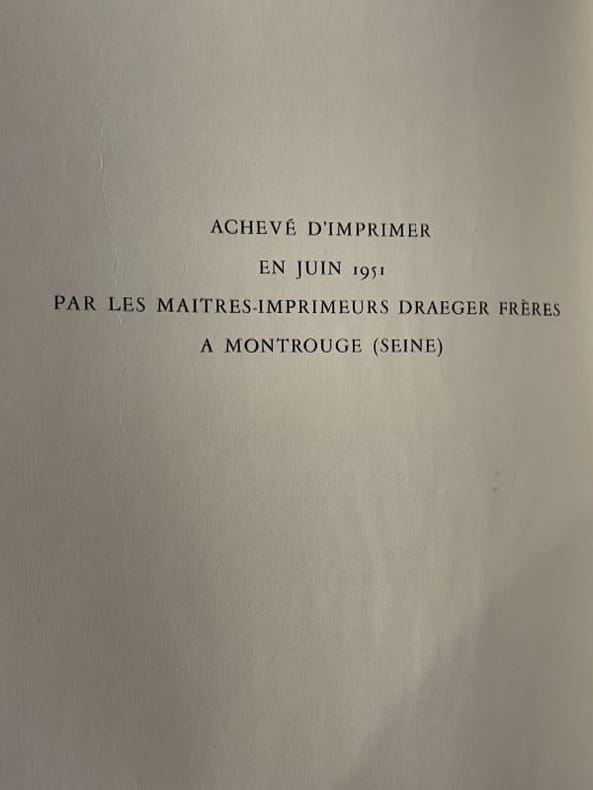 ACHEVÉ D'IMPRIMER
EN JUIN 1951
PAR LES MAITRES-IMPRIMEURS DRAEGER FRÈRES
A MONTROUGE (SEINE)